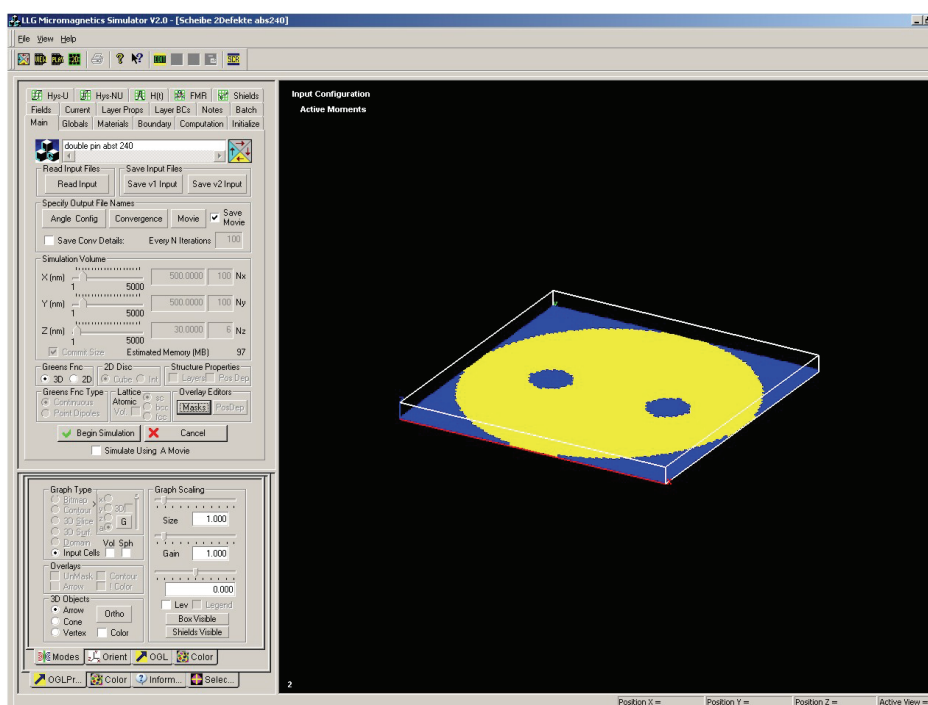 LLG Micromagnetics Simulator V2.0 - [Scheibe 2Defekte abs240]
File View Help
Hys-U Hys-NU H(t) FMR Shields
Fields Current Layer Props Layer BCs Notes Batch
Main Globals Materials Boundary Computation Initialize
double pin abst 240
Read Input Files Save Input Files
Read Input Save v1 Input Save v2 Input
Specify Output File Names
Angle Config Convergence Movie Save Movie
Save Conv Details: Every N Iterations 100
Simulation Volume
X (nm) 500.0000 100 Nx
1 5000
Y (nm) 500.0000 100 Ny
1 5000
Z (nm) 30.0000 6 Nz
1 5000
Commit Size Estimated Memory (MB) 97
Greens Fnc 2D Disc Structure Properties
3D 2D Cube Int Layers Pos Dep
Greens Fnc Type Lattice Overlay Editors
Continuous Atomic sc Masks PosDep
Point Dipoles Vol. bcc
fcc
Begin Simulation Cancel
Simulate Using A Movie
Graph Type Graph Scaling
Bitmap x
Contour y 3D
3D Slice z G Size 1.000
3D Surf a
Domain Vol Sph
Input Cells Gain 1.000
Overlays
UnMask Contour
Arrow ! Color 0.000
3D Objects Lev Legend
Arrow Ortho Box Visible
Cone
Vertex Color Shields Visible
Modes Orient OGL Color
OGLPr... Color Inform... Selec...
Input Configuration
Active Moments
2
Position X = Position Y = Position Z = Active View =